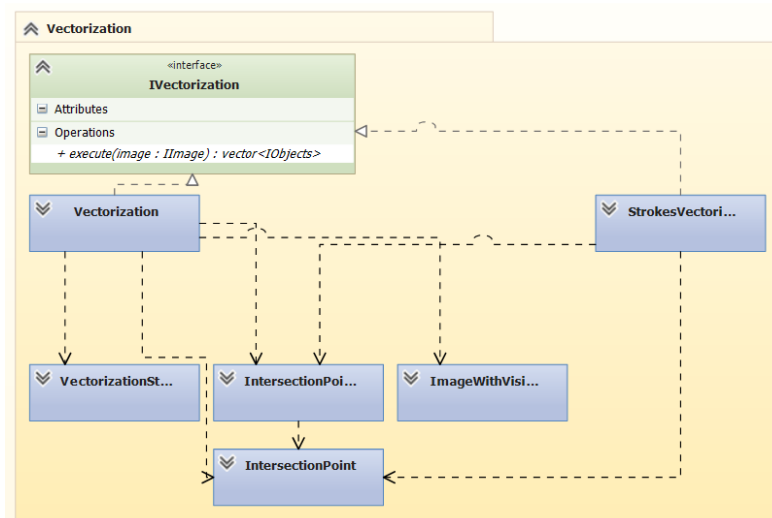 Vectorization
«interface»
IVectorization
Attributes
Operations
+ execute(image : IImage) : vector<IObjects>
Vectorization
StrokesVectori...
VectorizationSt...
IntersectionPoi...
ImageWithVisi...
IntersectionPoint